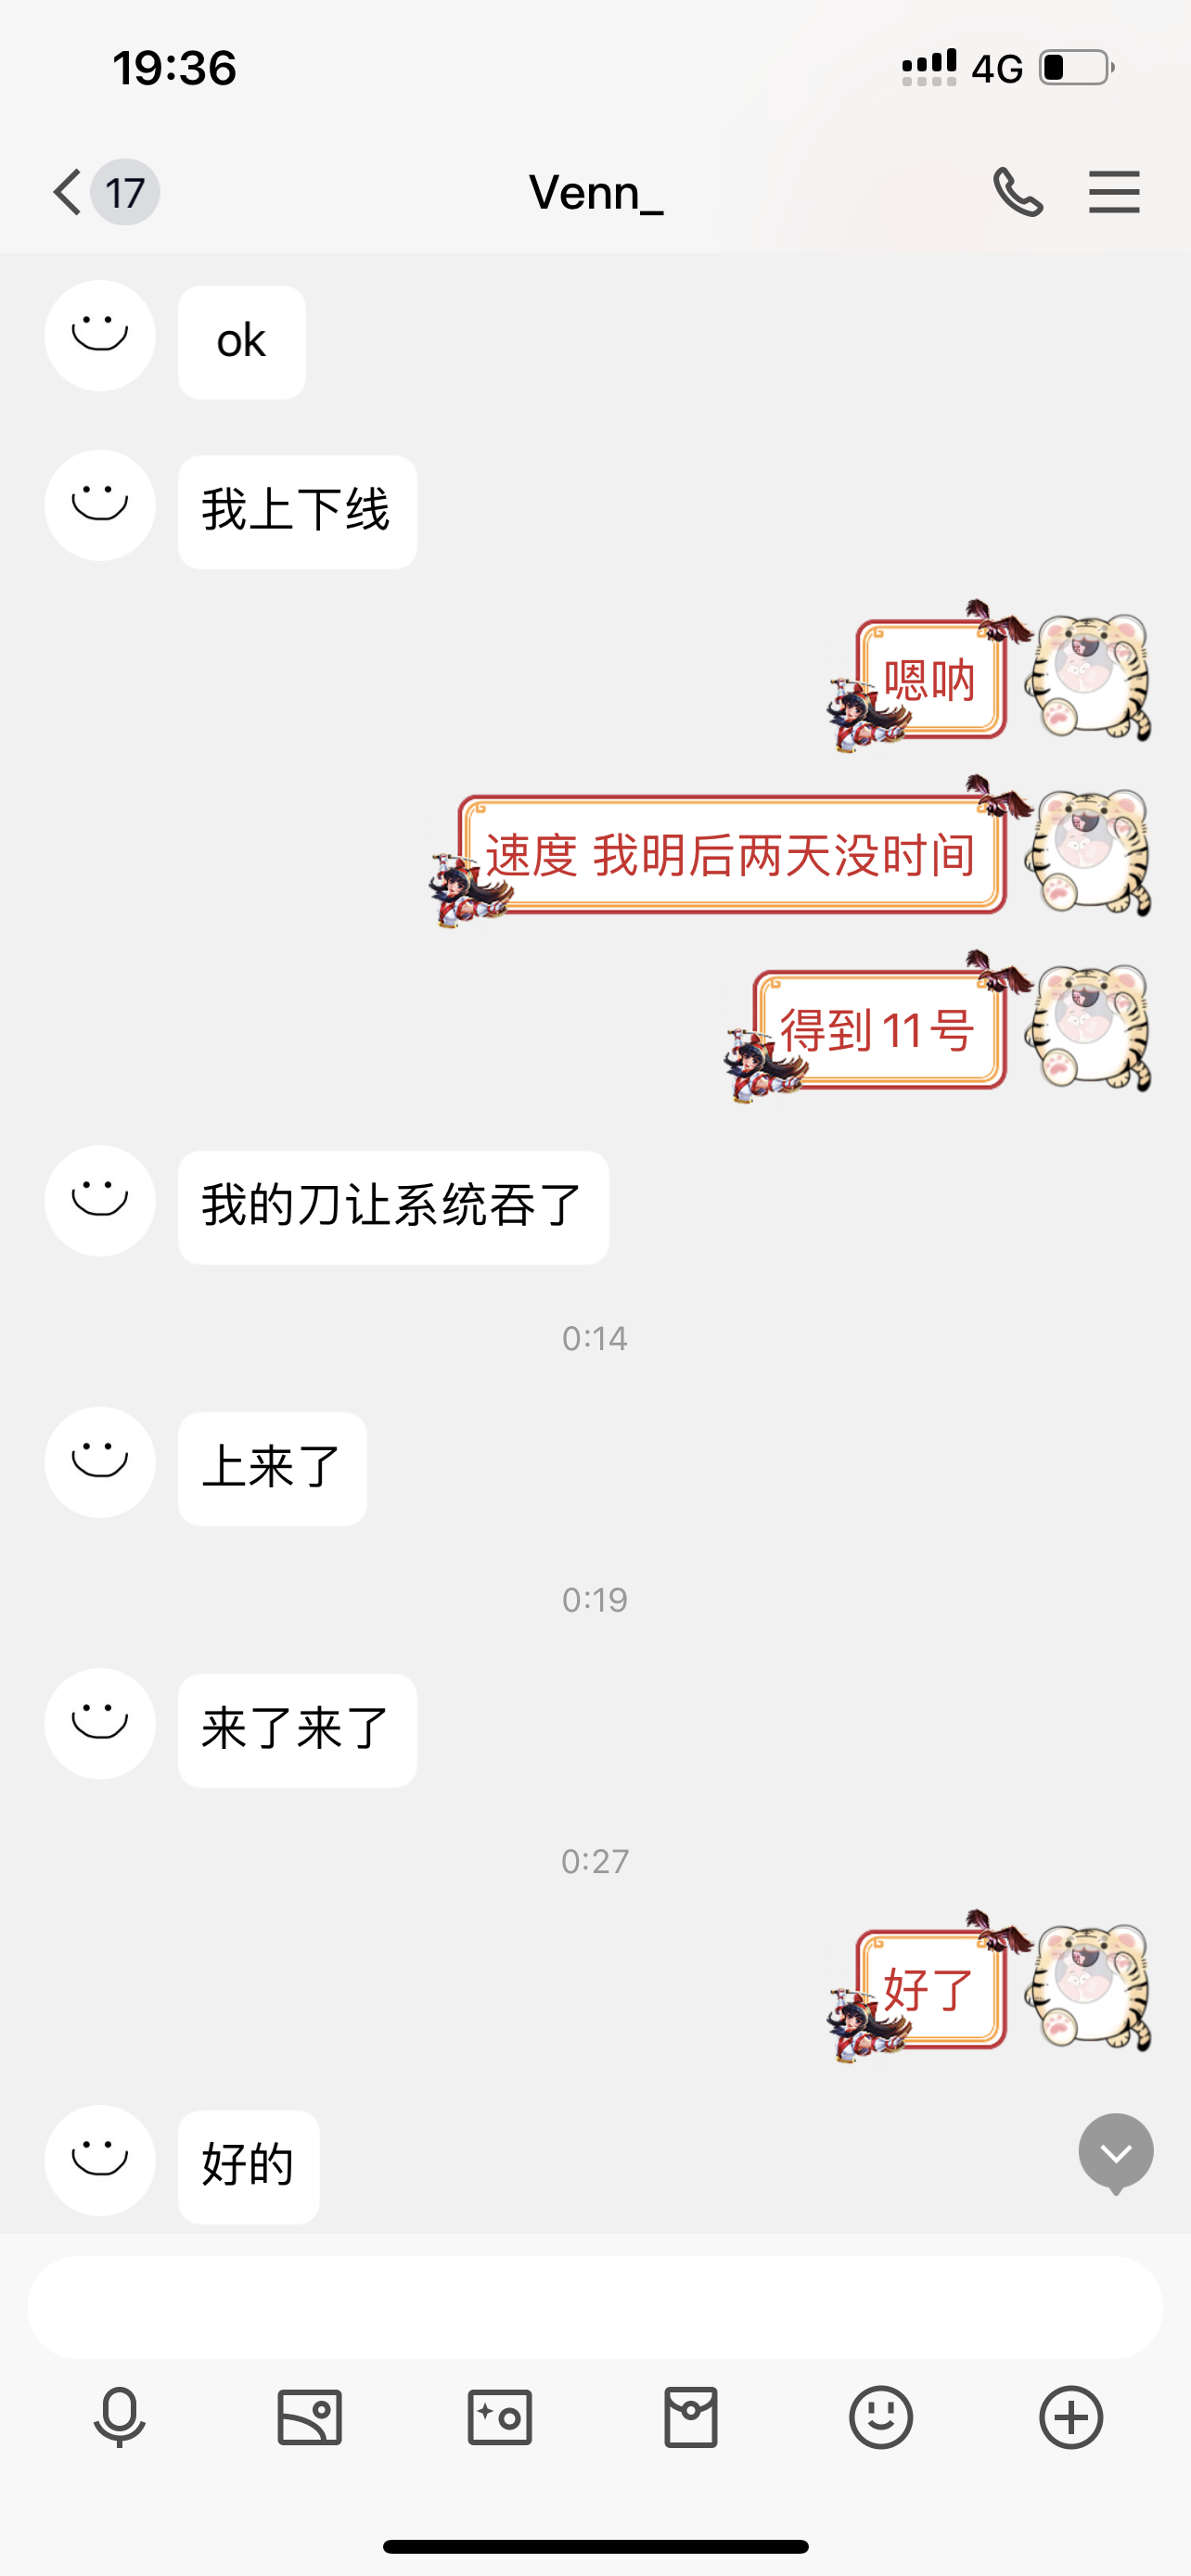 19:36
4G
17
Venn_
ok
我上下线
嗯呐
速度 我明后两天没时间
得到11号
我的刀让系统吞了
0:14
上来了
0:19
来了来了
0:27
好了
好的